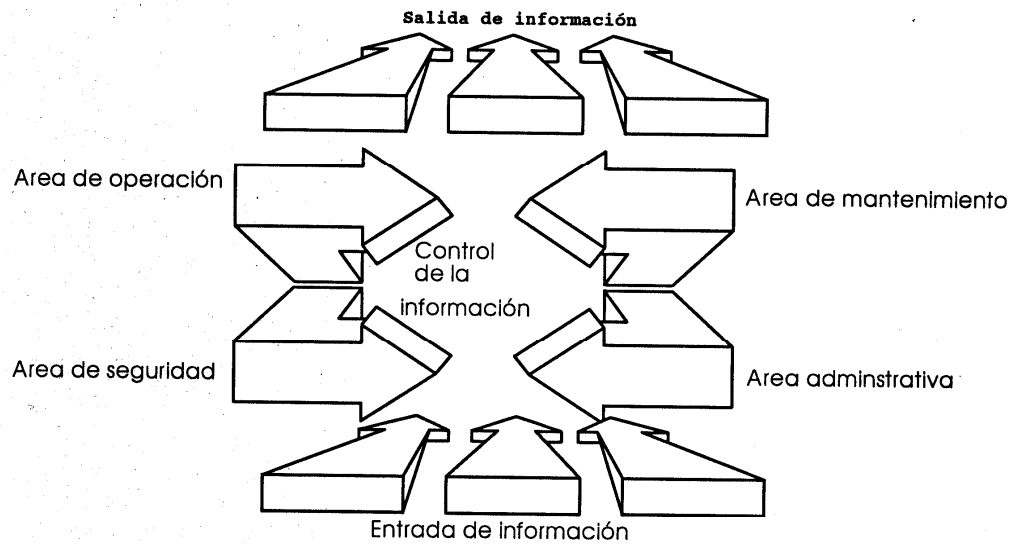 Salida de información
Area de operación
Area de mantenimiento
Control
de la
información
Area de seguridad
Area adminstrativa
Entrada de información